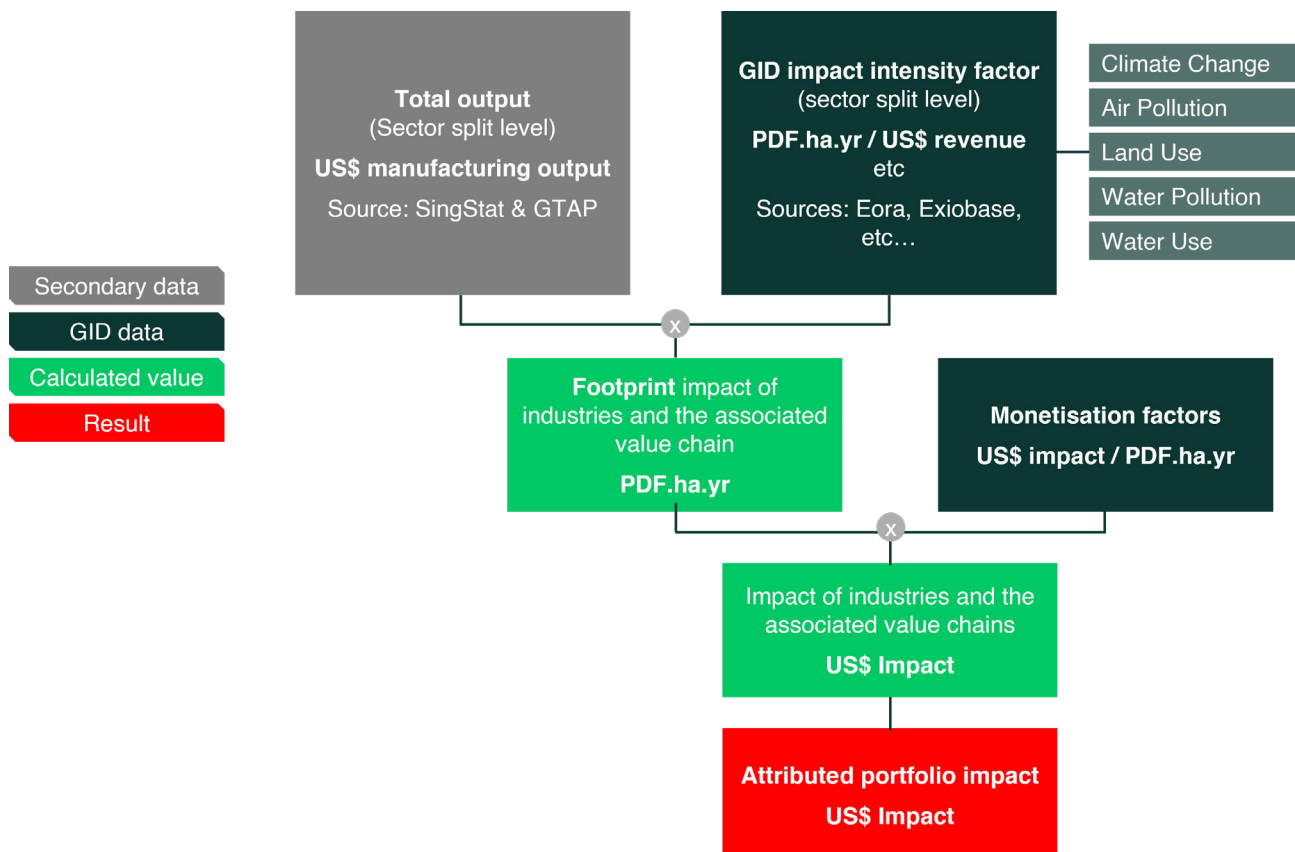 Total output
(Sector split level)
US$ manufacturing output
Source: SingStat & GTAP
GID impact intensity factor
(sector split level)
PDF.ha.yr / US$ revenue
etc
Sources: Eora, Exiobase,
etc…
Climate Change
Air Pollution
Land Use
Water Pollution
Water Use
Secondary data
GID data
Calculated value
Result
x
Footprint impact of
industries and the associated
value chain
PDF.ha.yr
Monetisation factors
US$ impact / PDF.ha.yr
x
Impact of industries and the
associated value chains
US$ Impact
Attributed portfolio impact
US$ Impact